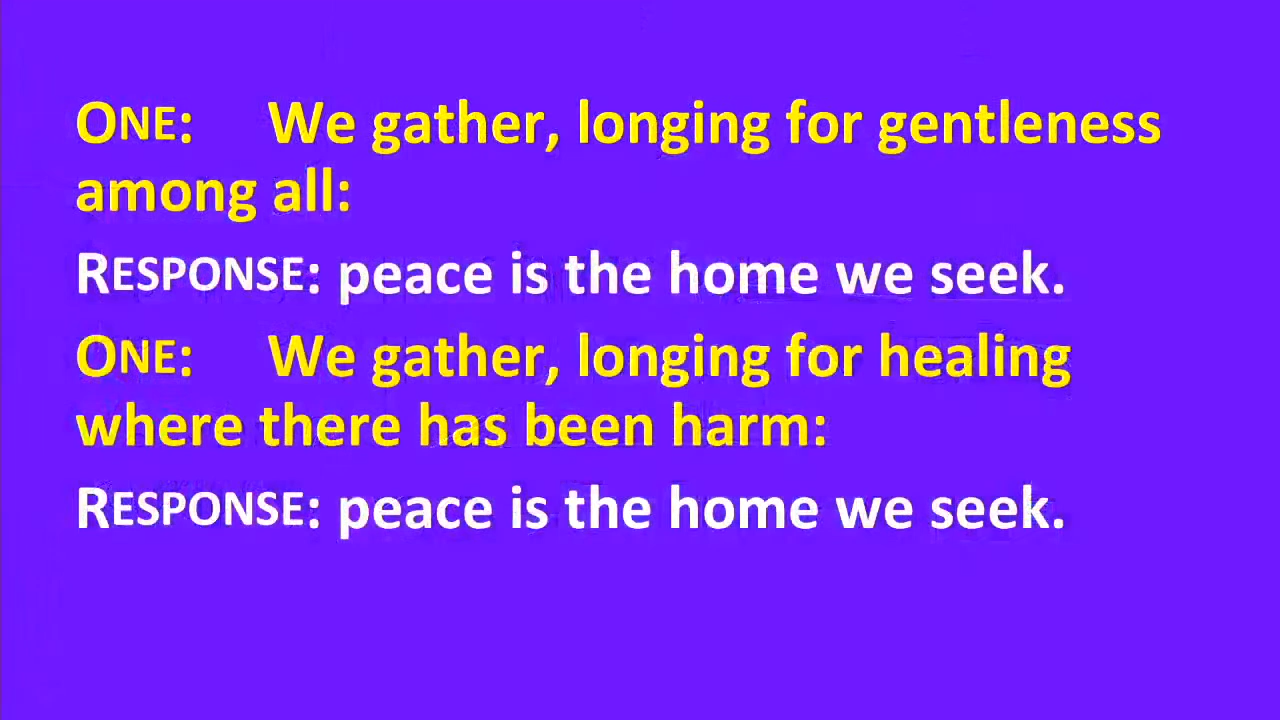 ONE: We gather, longing for gentleness
among all:
RESPONSE: peace is the home we seek.
ONE: We gather, longing for healing
where there has been harm:
RESPONSE: peace is the home we seek.